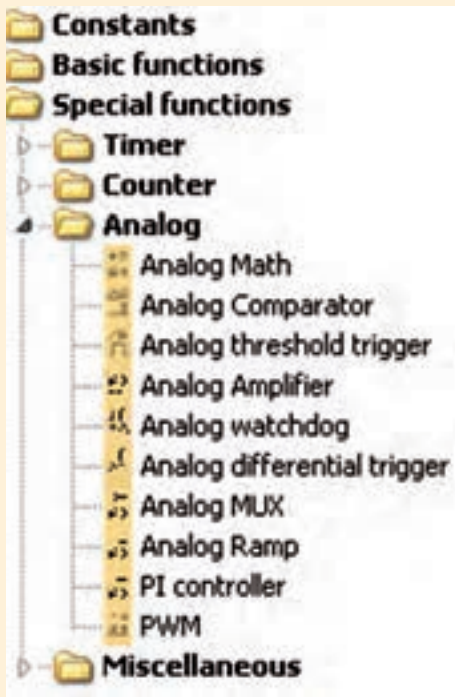 Constants
Basic functions
Special functions
Timer
Counter
Analog
Analog Math
Analog Comparator
Analog threshold trigger
Analog Amplifier
Analog watchdog
Analog differential trigger
Analog MUX
Analog Ramp
PI controller
PWM
Miscellaneous